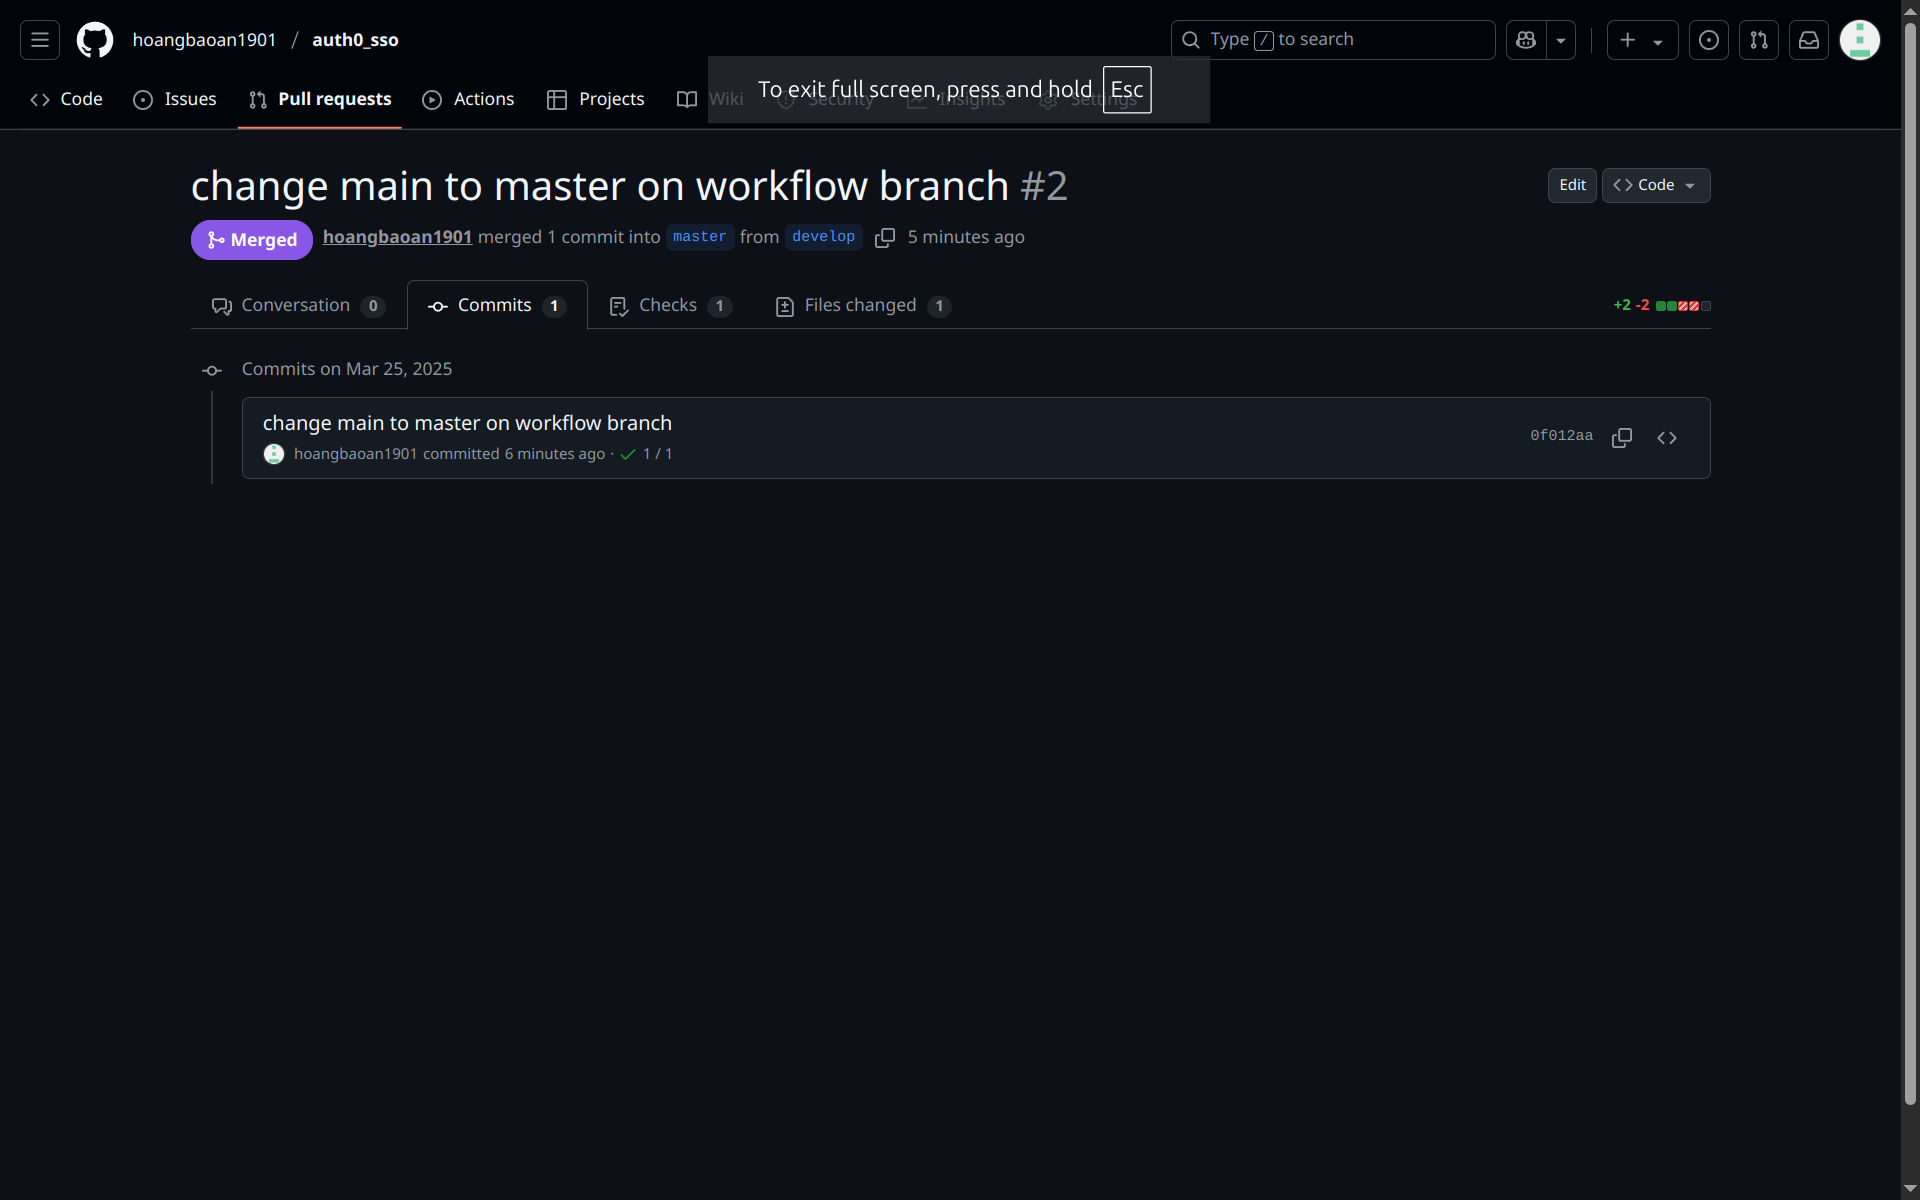 hoangbaoan1901 / auth0_sso
Type / to search
Code
Issues
Pull requests
Actions
Projects
Wiki
Security
Insights
Settings
To exit full screen, press and hold Esc
change main to master on workflow branch #2
Edit
Code
Merged
hoangbaoan1901 merged 1 commit into master from develop 5 minutes ago
Conversation 0
Commits 1
Checks 1
Files changed 1
+2 -2
Commits on Mar 25, 2025
change main to master on workflow branch
hoangbaoan1901 committed 6 minutes ago · 1 / 1
0f012aa